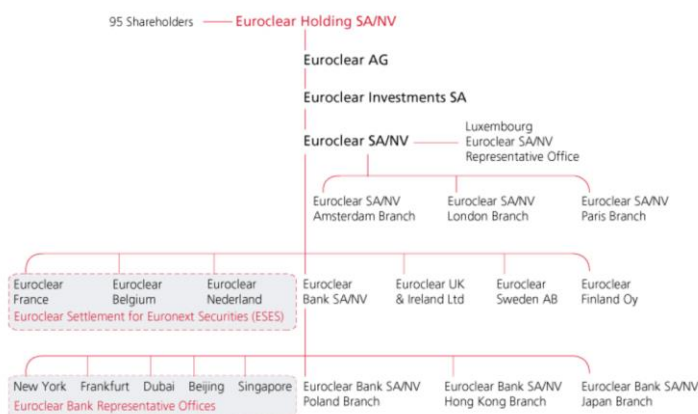 95 Shareholders
Euroclear Holding SA/NV
Euroclear AG
Euroclear Investments SA
Euroclear SA/NV
Luxembourg
Euroclear SA/NV
Representative Office
Euroclear SA/NV
Amsterdam Branch
Euroclear SA/NV
London Branch
Euroclear SA/NV
Paris Branch
Euroclear
France
Euroclear
Belgium
Euroclear
Nederland
Euroclear Settlement for Euronext Securities (ESES)
Euroclear
Bank SA/NV
Euroclear UK
& Ireland Ltd
Euroclear
Sweden AB
Euroclear
Finland Oy
New York
Frankfurt
Dubai
Beijing
Singapore
Euroclear Bank Representative Offices
Euroclear Bank SA/NV
Poland Branch
Euroclear Bank SA/NV
Hong Kong Branch
Euroclear Bank SA/NV
Japan Branch